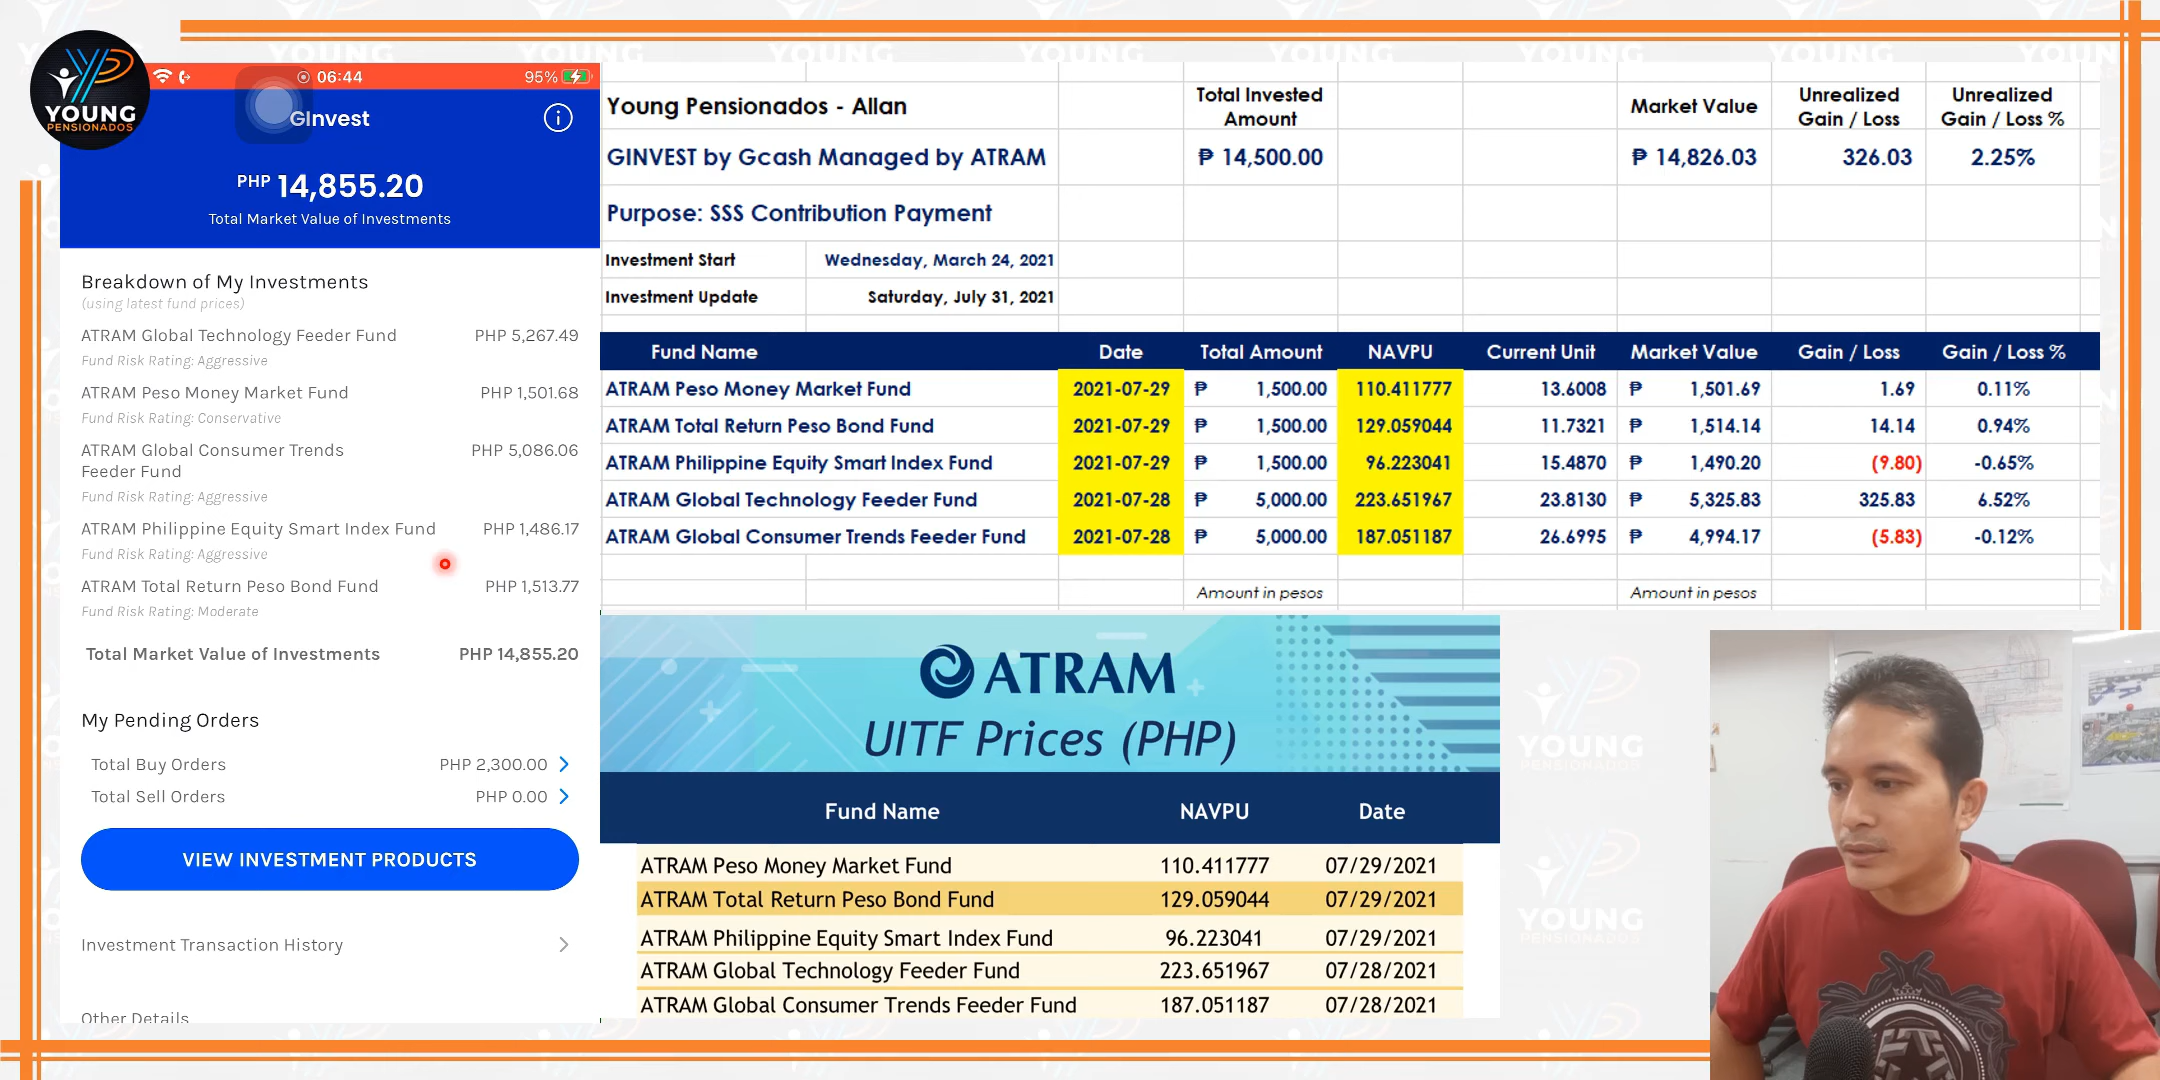 YOUNG
PENSIONADOS
06:44
95%
GInvest
PHP 14,855.20
Total Market Value of Investments
Breakdown of My Investments
(using latest fund prices)
ATRAM Global Technology Feeder Fund PHP 5,267.49
Fund Risk Rating: Aggressive
ATRAM Peso Money Market Fund PHP 1,501.68
Fund Risk Rating: Conservative
ATRAM Global Consumer Trends PHP 5,086.06
Feeder Fund
Fund Risk Rating: Aggressive
ATRAM Philippine Equity Smart Index Fund PHP 1,486.17
Fund Risk Rating: Aggressive
ATRAM Total Return Peso Bond Fund PHP 1,513.77
Fund Risk Rating: Moderate
Total Market Value of Investments PHP 14,855.20
My Pending Orders
Total Buy Orders PHP 2,300.00
Total Sell Orders PHP 0.00
VIEW INVESTMENT PRODUCTS
Investment Transaction History
Other Details
Young Pensionados - Allan Total Invested Amount Market Value Unrealized Gain / Loss Unrealized Gain / Loss %
GINVEST by Gcash Managed by ATRAM ₱ 14,500.00 ₱ 14,826.03 326.03 2.25%
Purpose: SSS Contribution Payment
Investment Start Wednesday, March 24, 2021
Investment Update Saturday, July 31, 2021
Fund Name Date Total Amount NAVPU Current Unit Market Value Gain / Loss Gain / Loss %
ATRAM Peso Money Market Fund 2021-07-29 ₱ 1,500.00 110.411777 13.6008 ₱ 1,501.69 1.69 0.11%
ATRAM Total Return Peso Bond Fund 2021-07-29 ₱ 1,500.00 129.059044 11.7321 ₱ 1,514.14 14.14 0.94%
ATRAM Philippine Equity Smart Index Fund 2021-07-29 ₱ 1,500.00 96.223041 15.4870 ₱ 1,490.20 (9.80) -0.65%
ATRAM Global Technology Feeder Fund 2021-07-28 ₱ 5,000.00 223.651967 23.8130 ₱ 5,325.83 325.83 6.52%
ATRAM Global Consumer Trends Feeder Fund 2021-07-28 ₱ 5,000.00 187.051187 26.6995 ₱ 4,994.17 (5.83) -0.12%
Amount in pesos Amount in pesos
ATRAM
UITF Prices (PHP)
Fund Name NAVPU Date
ATRAM Peso Money Market Fund 110.411777 07/29/2021
ATRAM Total Return Peso Bond Fund 129.059044 07/29/2021
ATRAM Philippine Equity Smart Index Fund 96.223041 07/29/2021
ATRAM Global Technology Feeder Fund 223.651967 07/28/2021
ATRAM Global Consumer Trends Feeder Fund 187.051187 07/28/2021
YOUNG
PENSIONADOS
YOUNG
PENSIONADOS